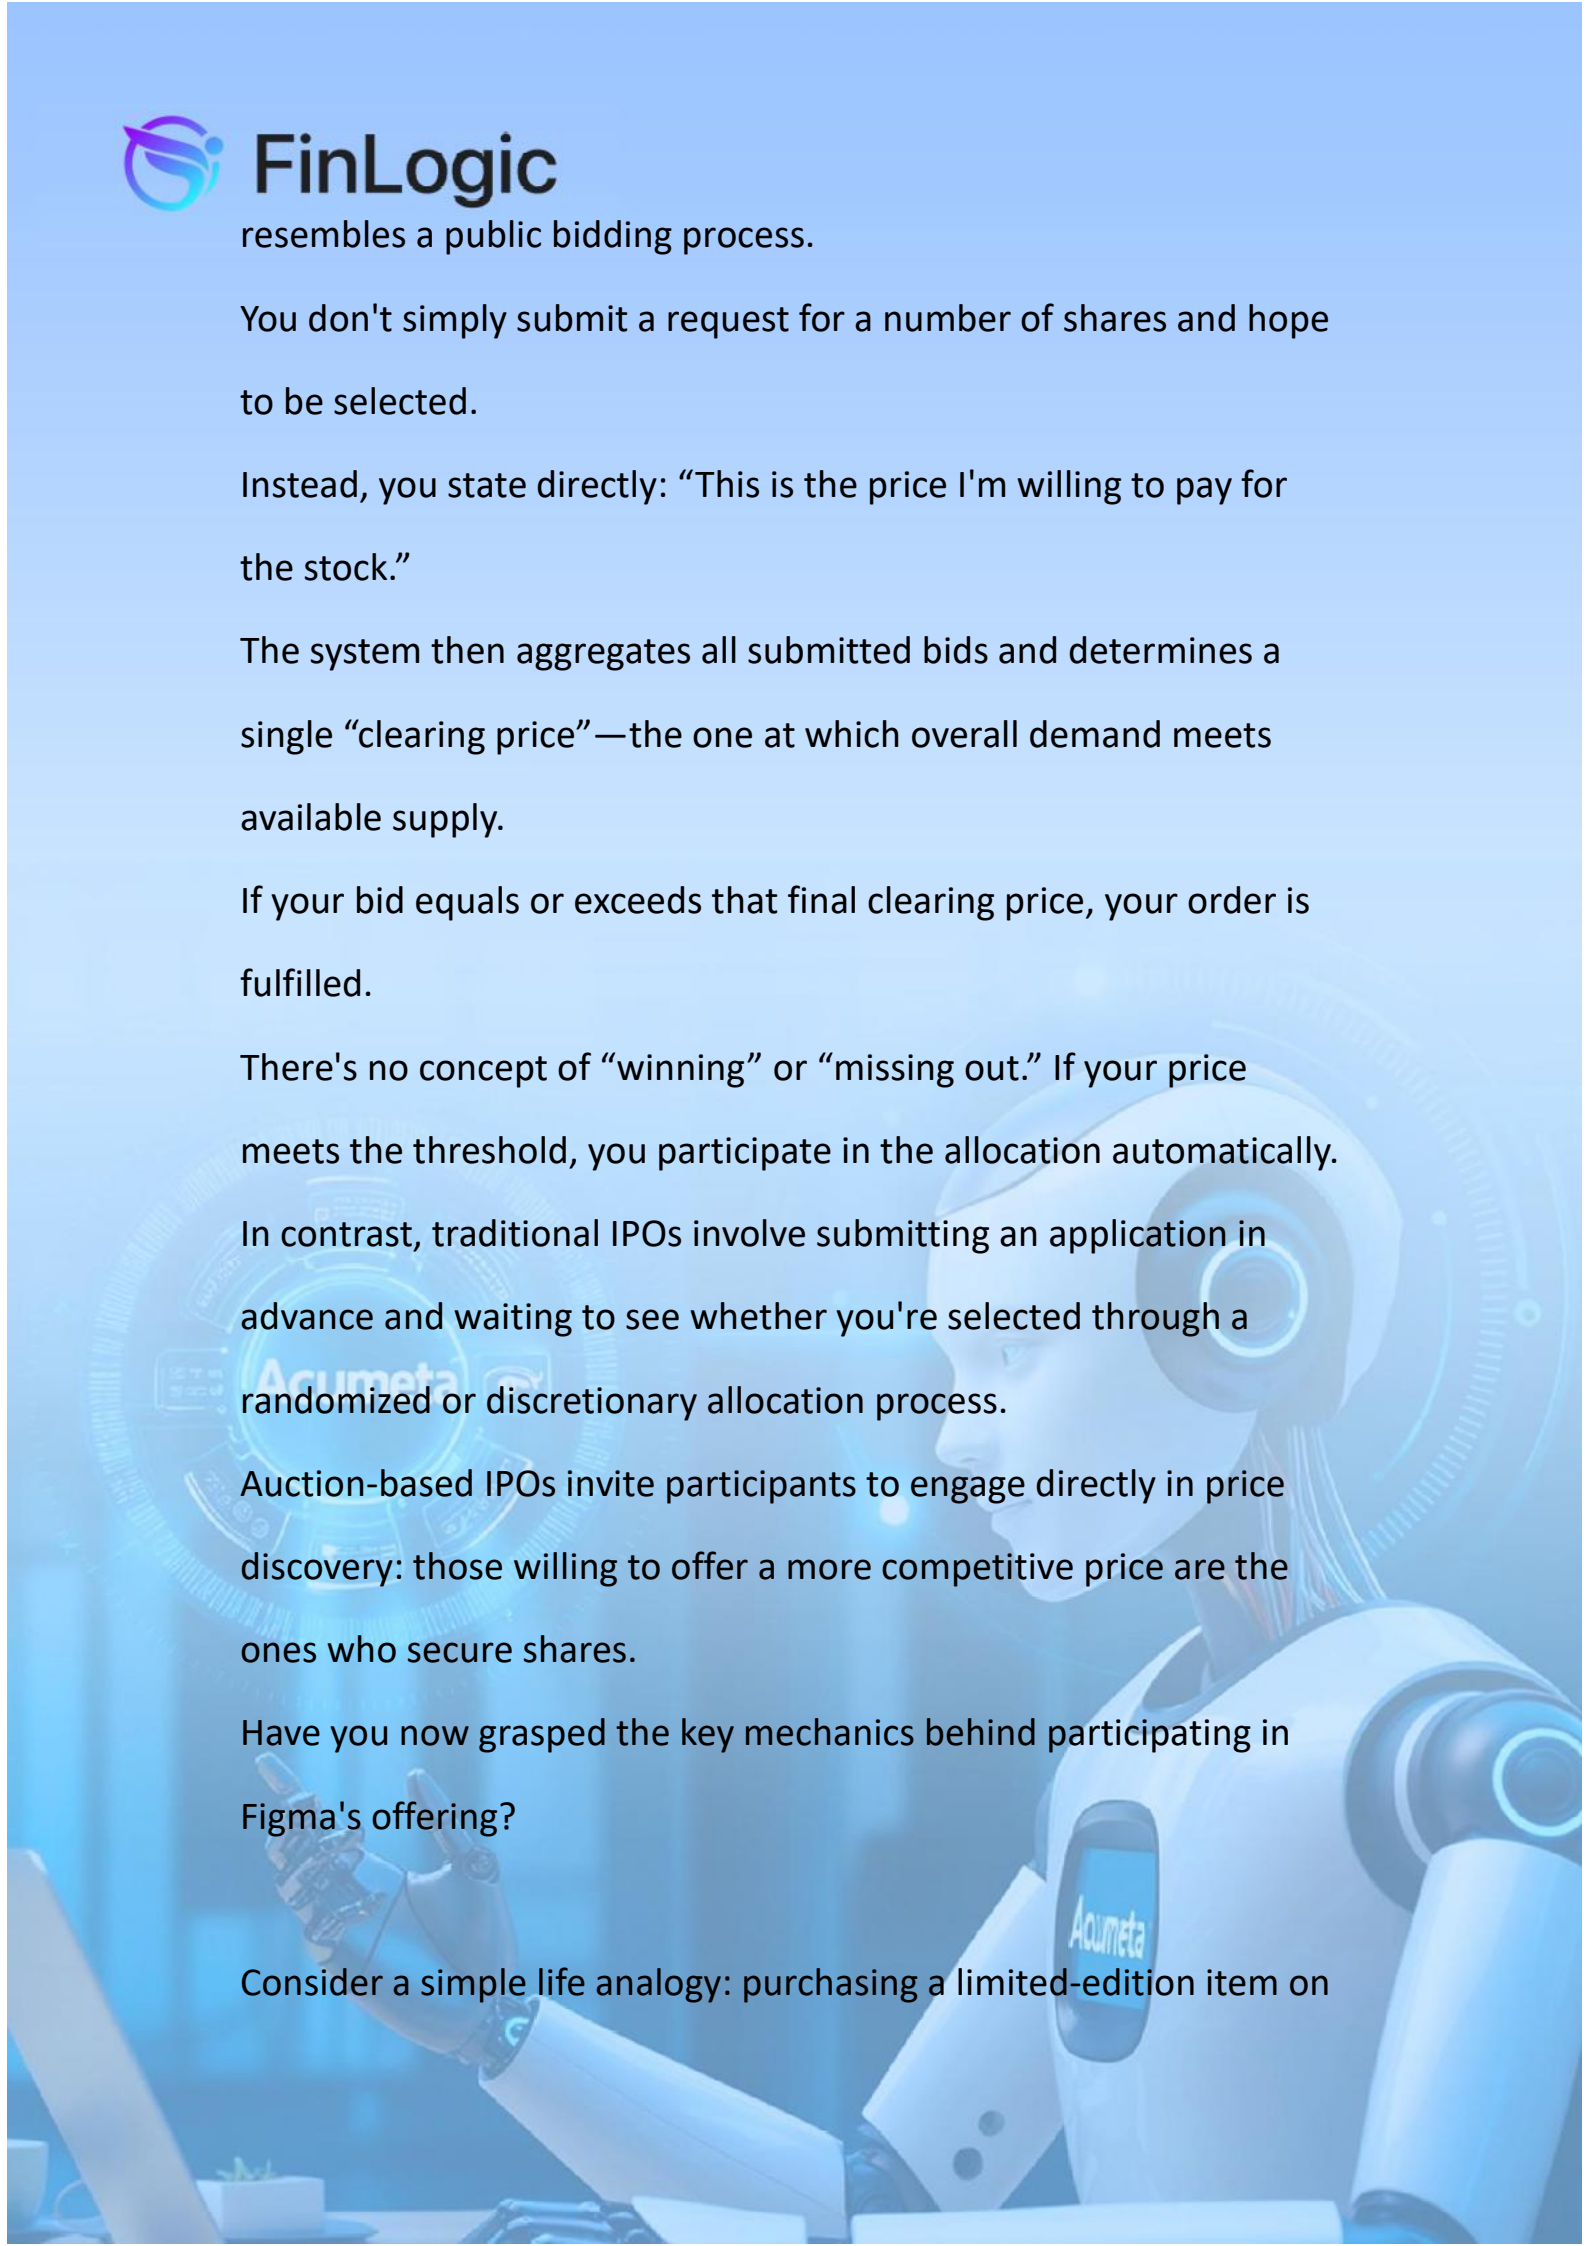 FinLogic
resembles a public bidding process.
You don't simply submit a request for a number of shares and hope
to be selected.
Instead, you state directly: “This is the price I'm willing to pay for
the stock.”
The system then aggregates all submitted bids and determines a
single “clearing price”—the one at which overall demand meets
available supply.
If your bid equals or exceeds that final clearing price, your order is
fulfilled.
There's no concept of “winning” or “missing out.” If your price
meets the threshold, you participate in the allocation automatically.
In contrast, traditional IPOs involve submitting an application in
advance and waiting to see whether you're selected through a
Acumeta
randomized or discretionary allocation process.
Auction-based IPOs invite participants to engage directly in price
discovery: those willing to offer a more competitive price are the
ones who secure shares.
Have you now grasped the key mechanics behind participating in
Figma's offering?
Acumeta
Consider a simple life analogy: purchasing a limited-edition item on